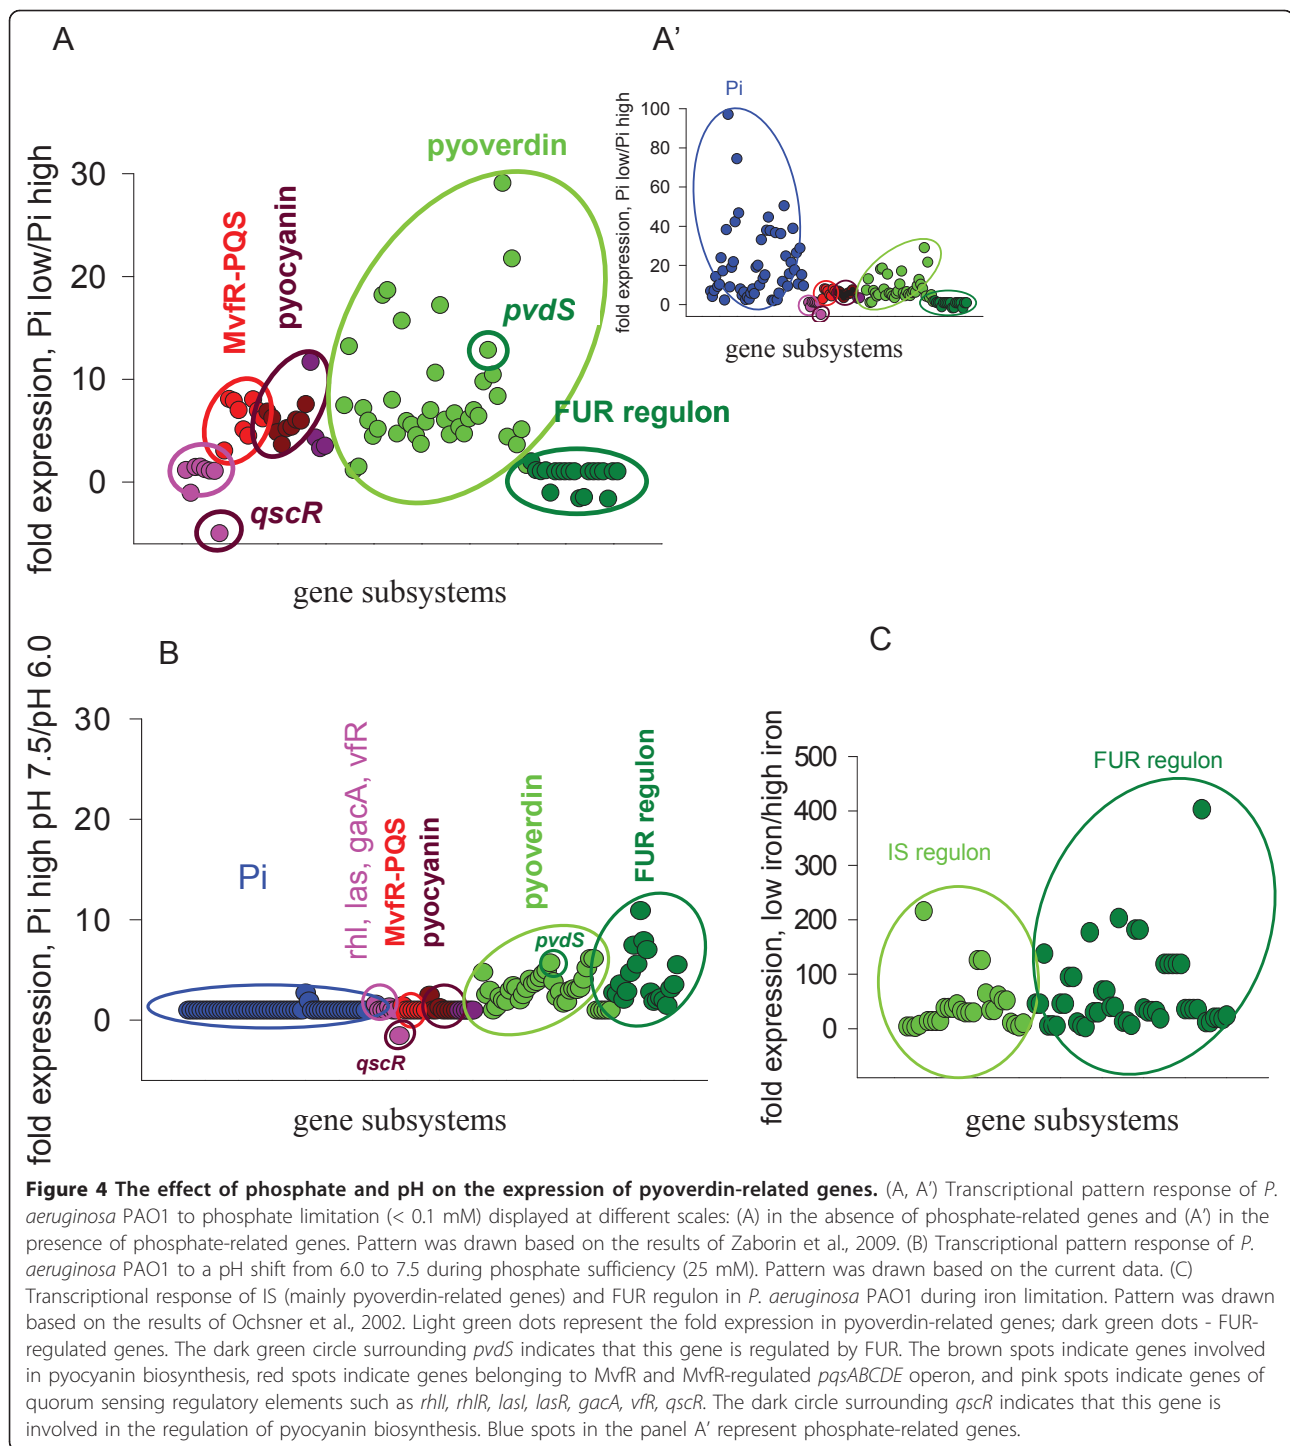 A
fold expression, Pi low/Pi high
30
20
10
0
MvfR-PQS
pyocyanin
pyoverdin
pvdS
FUR regulon
qscR
gene subsystems
A'
fold expression, Pi low/Pi high
100
80
60
40
20
0
Pi
gene subsystems
B
fold expression, Pi high pH 7.5/pH 6.0
30
20
10
0
Pi
rhl, las, gacA, vfR
MvfR-PQS
pyocyanin
pyoverdin
pvdS
FUR regulon
qscR
gene subsystems
C
fold expression, low iron/high iron
500
400
300
200
100
0
IS regulon
FUR regulon
gene subsystems
Figure 4 The effect of phosphate and pH on the expression of pyoverdin-related genes. (A, A') Transcriptional pattern response of P.
aeruginosa PAO1 to phosphate limitation (< 0.1 mM) displayed at different scales: (A) in the absence of phosphate-related genes and (A') in the
presence of phosphate-related genes. Pattern was drawn based on the results of Zaborin et al., 2009. (B) Transcriptional pattern response of P.
aeruginosa PAO1 to a pH shift from 6.0 to 7.5 during phosphate sufficiency (25 mM). Pattern was drawn based on the current data. (C)
Transcriptional response of IS (mainly pyoverdin-related genes) and FUR regulon in P. aeruginosa PAO1 during iron limitation. Pattern was drawn
based on the results of Ochsner et al., 2002. Light green dots represent the fold expression in pyoverdin-related genes; dark green dots - FUR-
regulated genes. The dark green circle surrounding pvdS indicates that this gene is regulated by FUR. The brown spots indicate genes involved
in pyocyanin biosynthesis, red spots indicate genes belonging to MvfR and MvfR-regulated pqsABCDE operon, and pink spots indicate genes of
quorum sensing regulatory elements such as rhlI, rhlR, lasI, lasR, gacA, vfR, qscR. The dark circle surrounding qscR indicates that this gene is
involved in the regulation of pyocyanin biosynthesis. Blue spots in the panel A' represent phosphate-related genes.